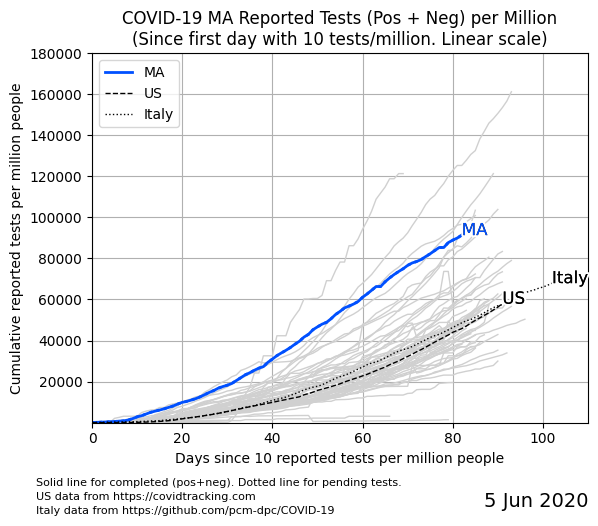 COVID-19 MA Reported Tests (Pos + Neg) per Million
(Since first day with 10 tests/million. Linear scale)
180000
160000
140000
120000
100000
80000
60000
40000
20000
Cumulative reported tests per million people
MA
US
Italy
MA
Italy
US
0
20
40
60
80
100
Days since 10 reported tests per million people
Solid line for completed (pos+neg). Dotted line for pending tests.
US data from https://covidtracking.com
Italy data from https://github.com/pcm-dpc/COVID-19
5 Jun 2020